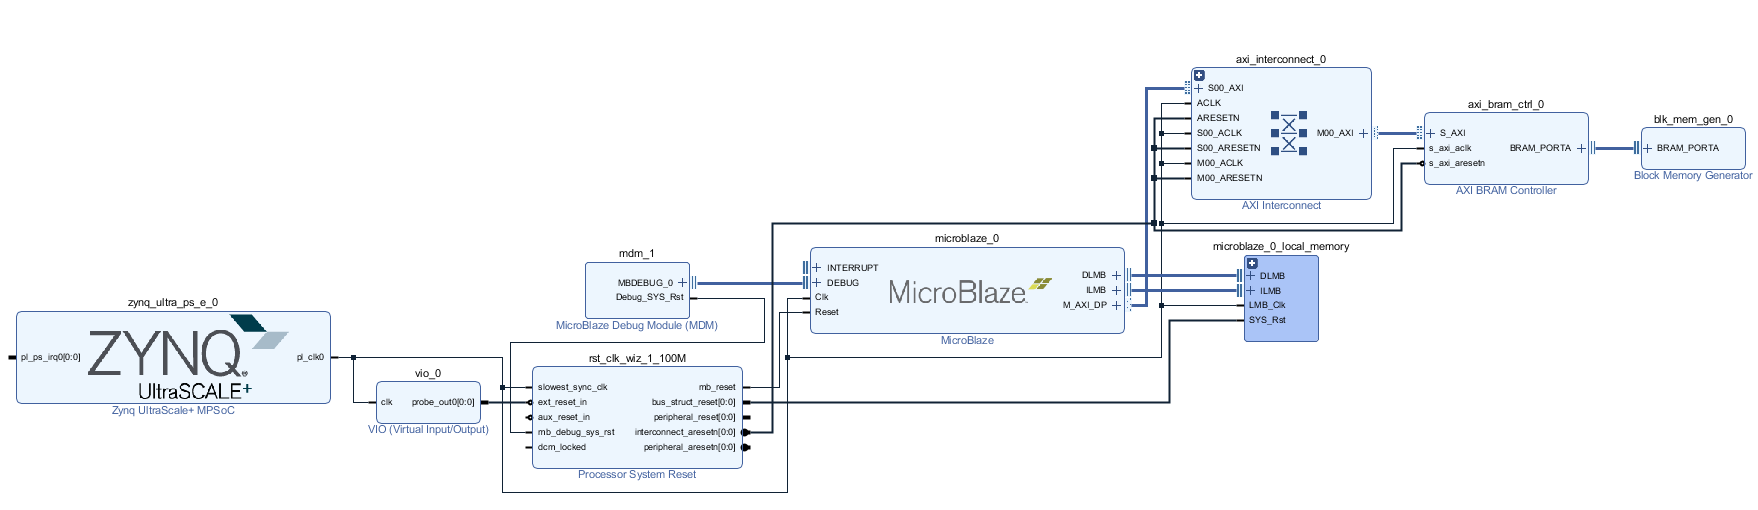 axi_interconnect_0
S00_AXI
ACLK
ARESETN
S00_ACLK
S00_ARESETN
M00_ACLK
M00_ARESETN
M00_AXI
AXI Interconnect
axi_bram_ctrl_0
S_AXI
s_axi_aclk
s_axi_aresetn
BRAM_PORTA
AXI BRAM Controller
blk_mem_gen_0
BRAM_PORTA
Block Memory Generator
mdm_1
MBDEBUG_0
Debug_SYS_Rst
MicroBlaze Debug Module (MDM)
microblaze_0
INTERRUPT
DEBUG
Clk
Reset
MicroBlaze
DLMB
ILMB
M_AXI_DP
MicroBlaze
microblaze_0_local_memory
DLMB
ILMB
LMB_Clk
SYS_Rst
zynq_ultra_ps_e_0
pl_ps_irq0[0:0]
ZYNQ
UltraSCALE+
pl_clk0
Zynq UltraScale+ MPSoC
vio_0
clk
probe_out0[0:0]
VIO (Virtual Input/Output)
rst_clk_wiz_1_100M
slowest_sync_clk
ext_reset_in
aux_reset_in
mb_debug_sys_rst
dcm_locked
mb_reset
bus_struct_reset[0:0]
peripheral_reset[0:0]
interconnect_aresetn[0:0]
peripheral_aresetn[0:0]
Processor System Reset